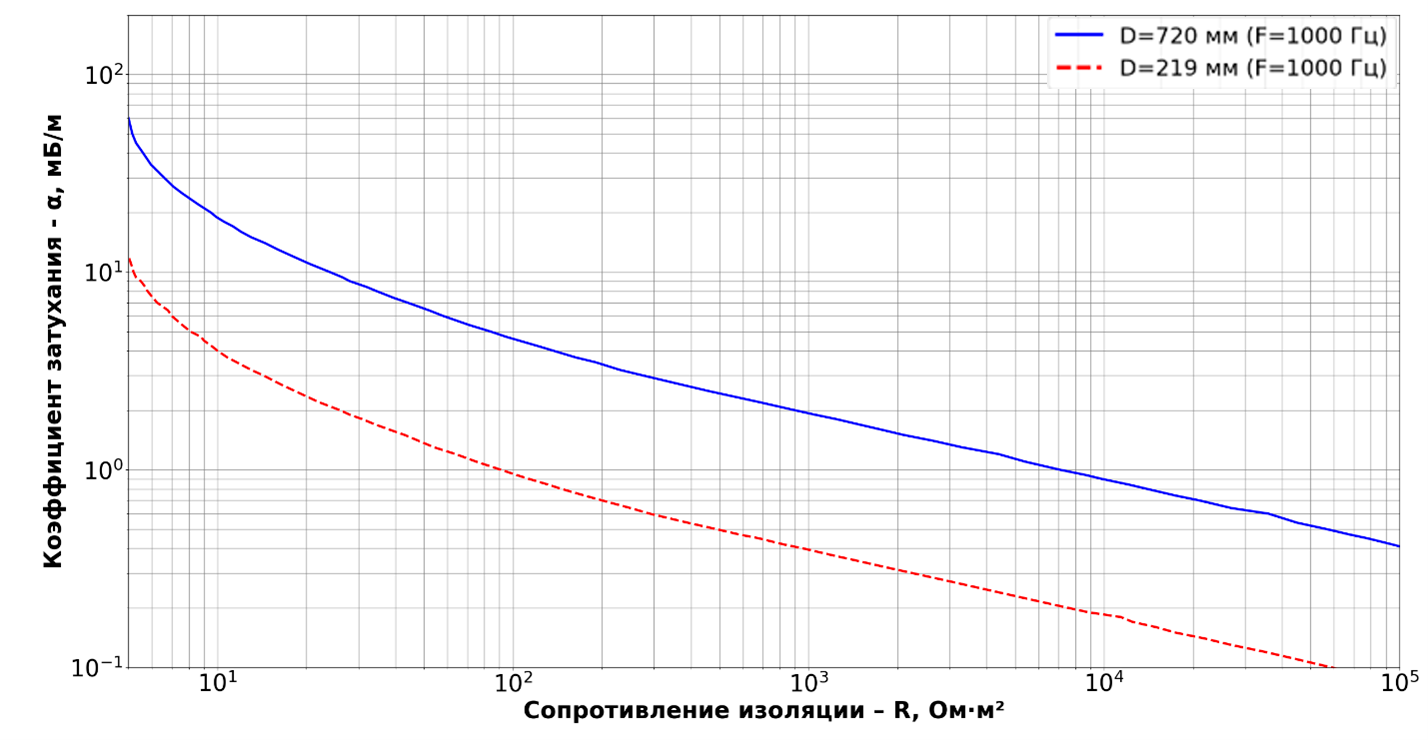 D=720 мм (F=1000 Гц)
D=219 мм (F=1000 Гц)
Коэффициент затухания - α, мБ/м
10²
10¹
10⁰
10⁻¹
10¹
10²
10³
10⁴
10⁵
Сопротивление изоляции – R, Ом·м²